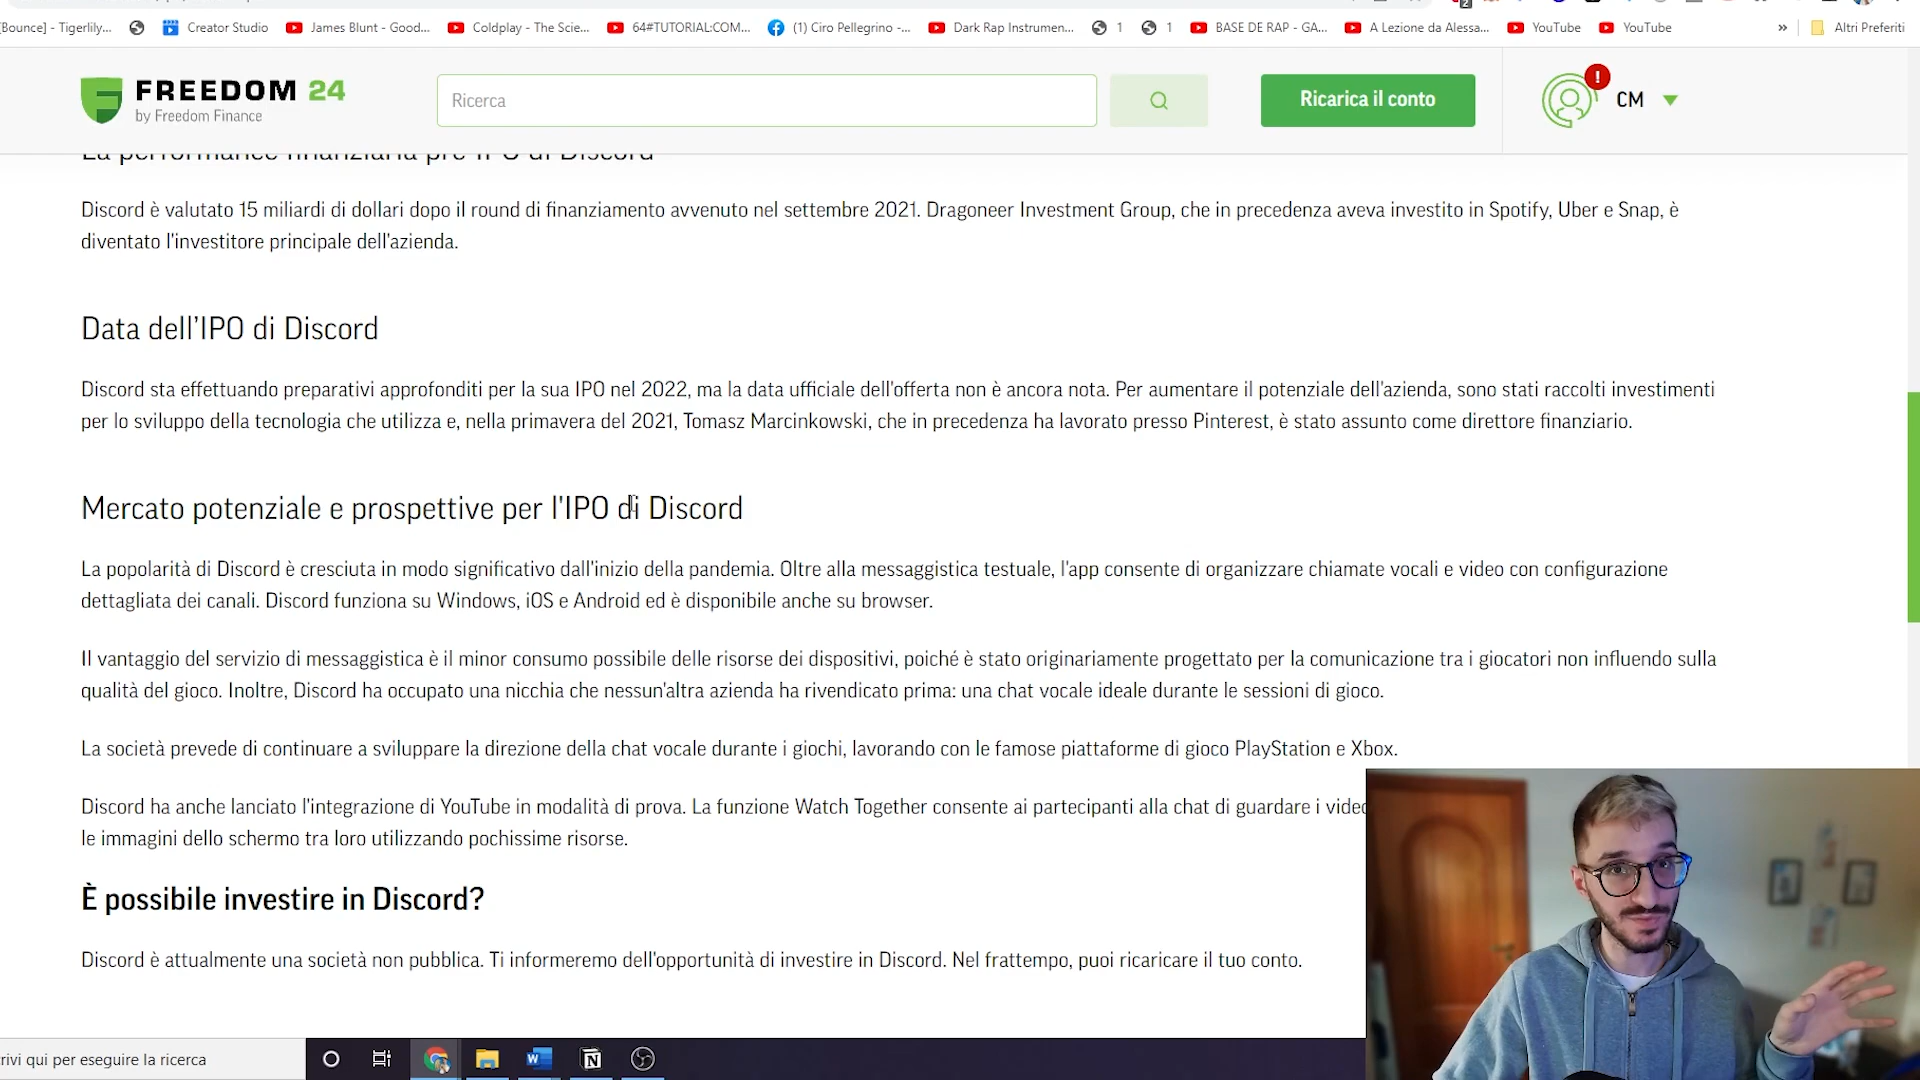 [Bounce] - Tigerlily... Creator Studio James Blunt - Good... Coldplay - The Scie... 64#TUTORIAL:COM... (1) Ciro Pellegrino -... Dark Rap Instrumen... 1 1 BASE DE RAP - GA... A Lezione da Alessa... YouTube YouTube » Altri Preferiti
FREEDOM 24
by Freedom Finance
Ricerca
Ricarica il conto
!
CM
La performance finanziaria pre IPO di Discord
Discord è valutato 15 miliardi di dollari dopo il round di finanziamento avvenuto nel settembre 2021. Dragoneer Investment Group, che in precedenza aveva investito in Spotify, Uber e Snap, è
diventato l'investitore principale dell'azienda.
Data dell'IPO di Discord
Discord sta effettuando preparativi approfonditi per la sua IPO nel 2022, ma la data ufficiale dell'offerta non è ancora nota. Per aumentare il potenziale dell'azienda, sono stati raccolti investimenti
per lo sviluppo della tecnologia che utilizza e, nella primavera del 2021, Tomasz Marcinkowski, che in precedenza ha lavorato presso Pinterest, è stato assunto come direttore finanziario.
Mercato potenziale e prospettive per l'IPO di Discord
La popolarità di Discord è cresciuta in modo significativo dall'inizio della pandemia. Oltre alla messaggistica testuale, l'app consente di organizzare chiamate vocali e video con configurazione
dettagliata dei canali. Discord funziona su Windows, iOS e Android ed è disponibile anche su browser.
Il vantaggio del servizio di messaggistica è il minor consumo possibile delle risorse dei dispositivi, poiché è stato originariamente progettato per la comunicazione tra i giocatori non influendo sulla
qualità del gioco. Inoltre, Discord ha occupato una nicchia che nessun'altra azienda ha rivendicato prima: una chat vocale ideale durante le sessioni di gioco.
La società prevede di continuare a sviluppare la direzione della chat vocale durante i giochi, lavorando con le famose piattaforme di gioco PlayStation e Xbox.
Discord ha anche lanciato l'integrazione di YouTube in modalità di prova. La funzione Watch Together consente ai partecipanti alla chat di guardare i video
le immagini dello schermo tra loro utilizzando pochissime risorse.
È possibile investire in Discord?
Discord è attualmente una società non pubblica. Ti informeremo dell'opportunità di investire in Discord. Nel frattempo, puoi ricaricare il tuo conto.
rivi qui per eseguire la ricerca